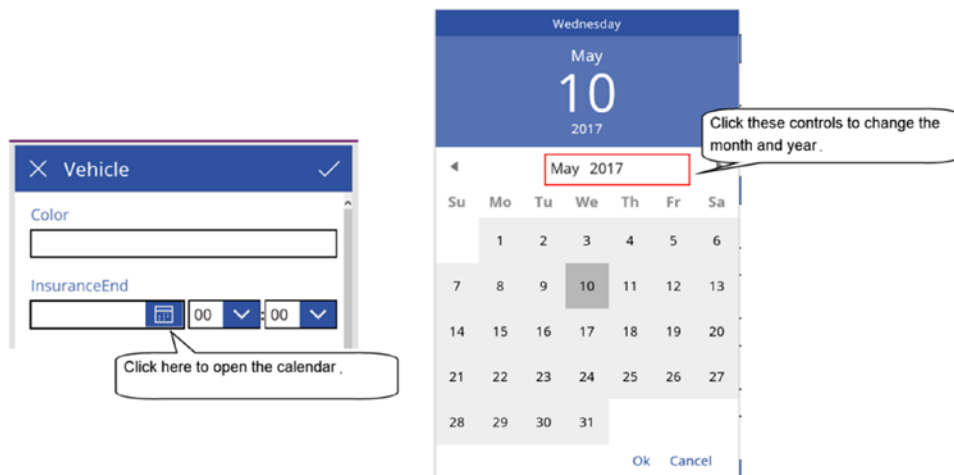 Vehicle
Color
InsuranceEnd
00 : 00
Click here to open the calendar .
Wednesday
May
10
2017
Click these controls to change the
month and year .
May 2017
Su Mo Tu We Th Fr Sa
1 2 3 4 5 6
7 8 9 10 11 12 13
14 15 16 17 18 19 20
21 22 23 24 25 26 27
28 29 30 31
Ok Cancel